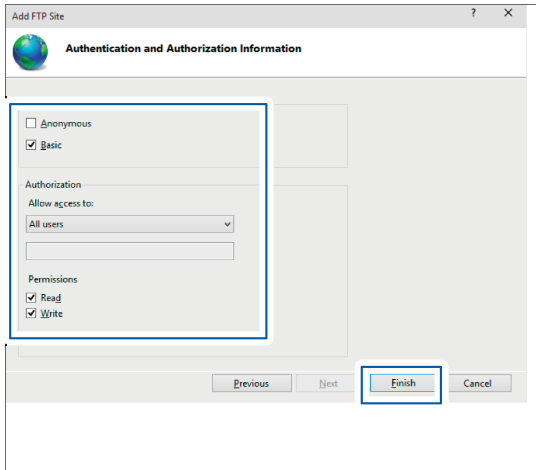 Add FTP Site ? ×
Authentication and Authorization Information
Anonymous
Basic
Authorization
Allow access to:
All users
Permissions
Read
Write
Previous Next Finish Cancel